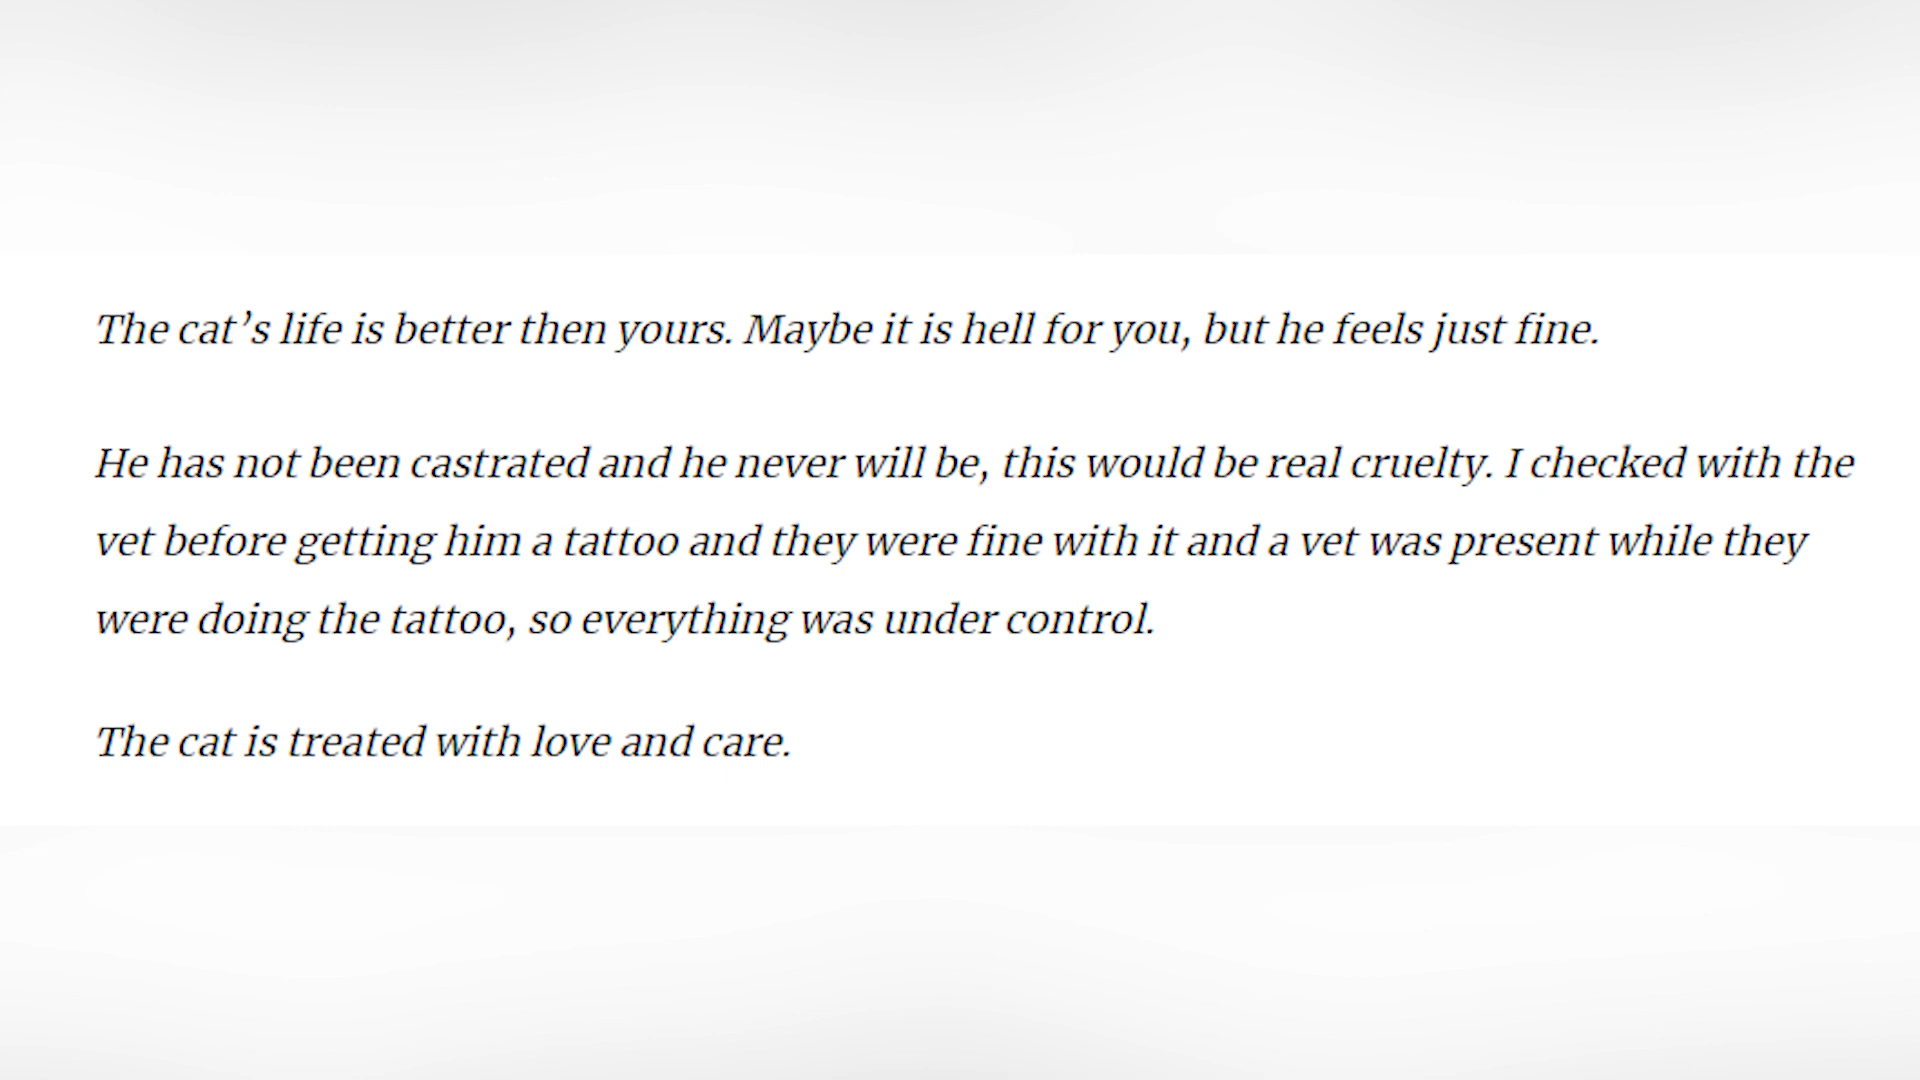 The cat’s life is better then yours. Maybe it is hell for you, but he feels just fine.
He has not been castrated and he never will be, this would be real cruelty. I checked with the
vet before getting him a tattoo and they were fine with it and a vet was present while they
were doing the tattoo, so everything was under control.
The cat is treated with love and care.